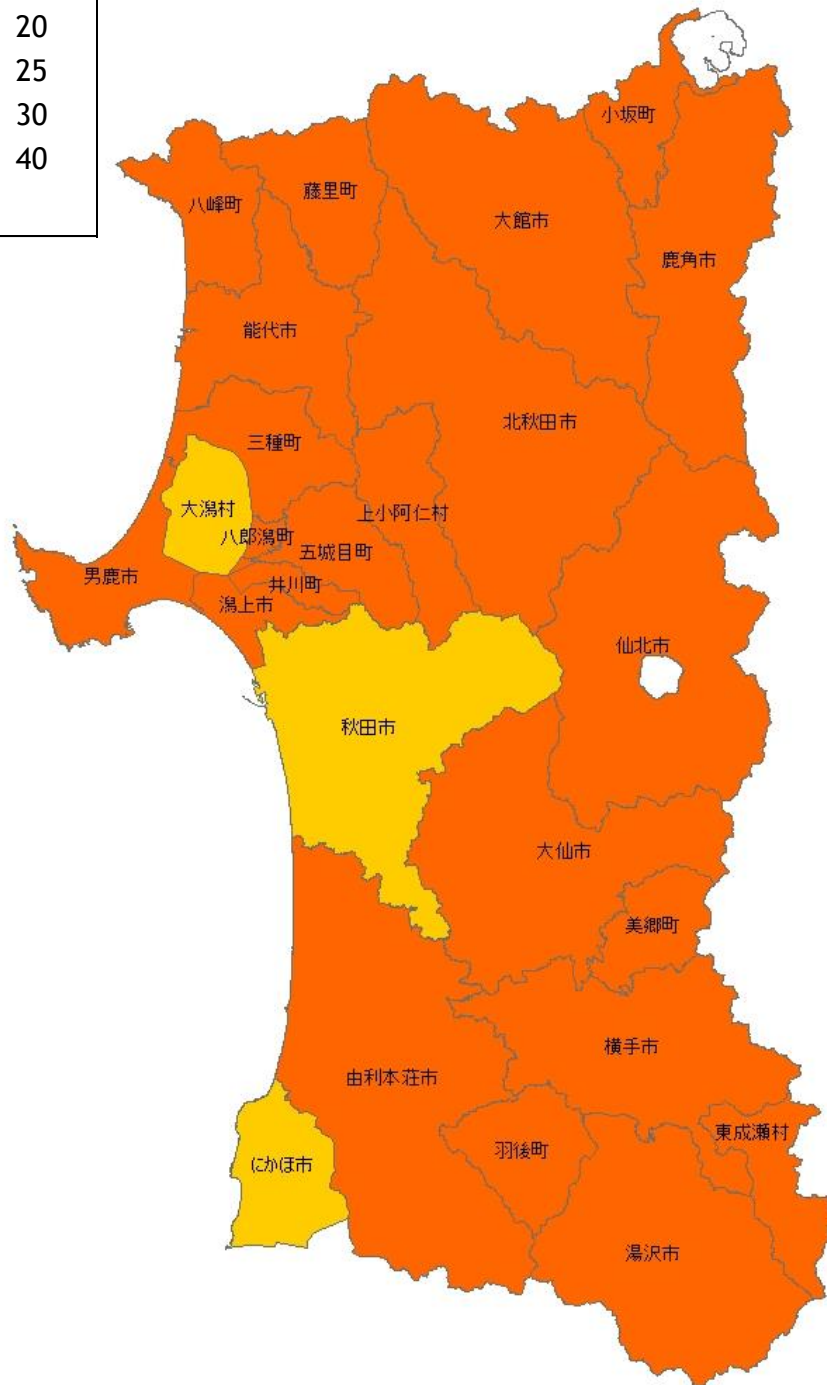 20
25
30
40
小坂町
八峰町
藤里町
大館市
鹿角市
能代市
北秋田市
三種町
大潟村
上小阿仁村
八郎潟町
五城目町
男鹿市
井川町
潟上市
仙北市
秋田市
大仙市
美郷町
横手市
由利本荘市
東成瀬村
羽後町
にかほ市
湯沢市